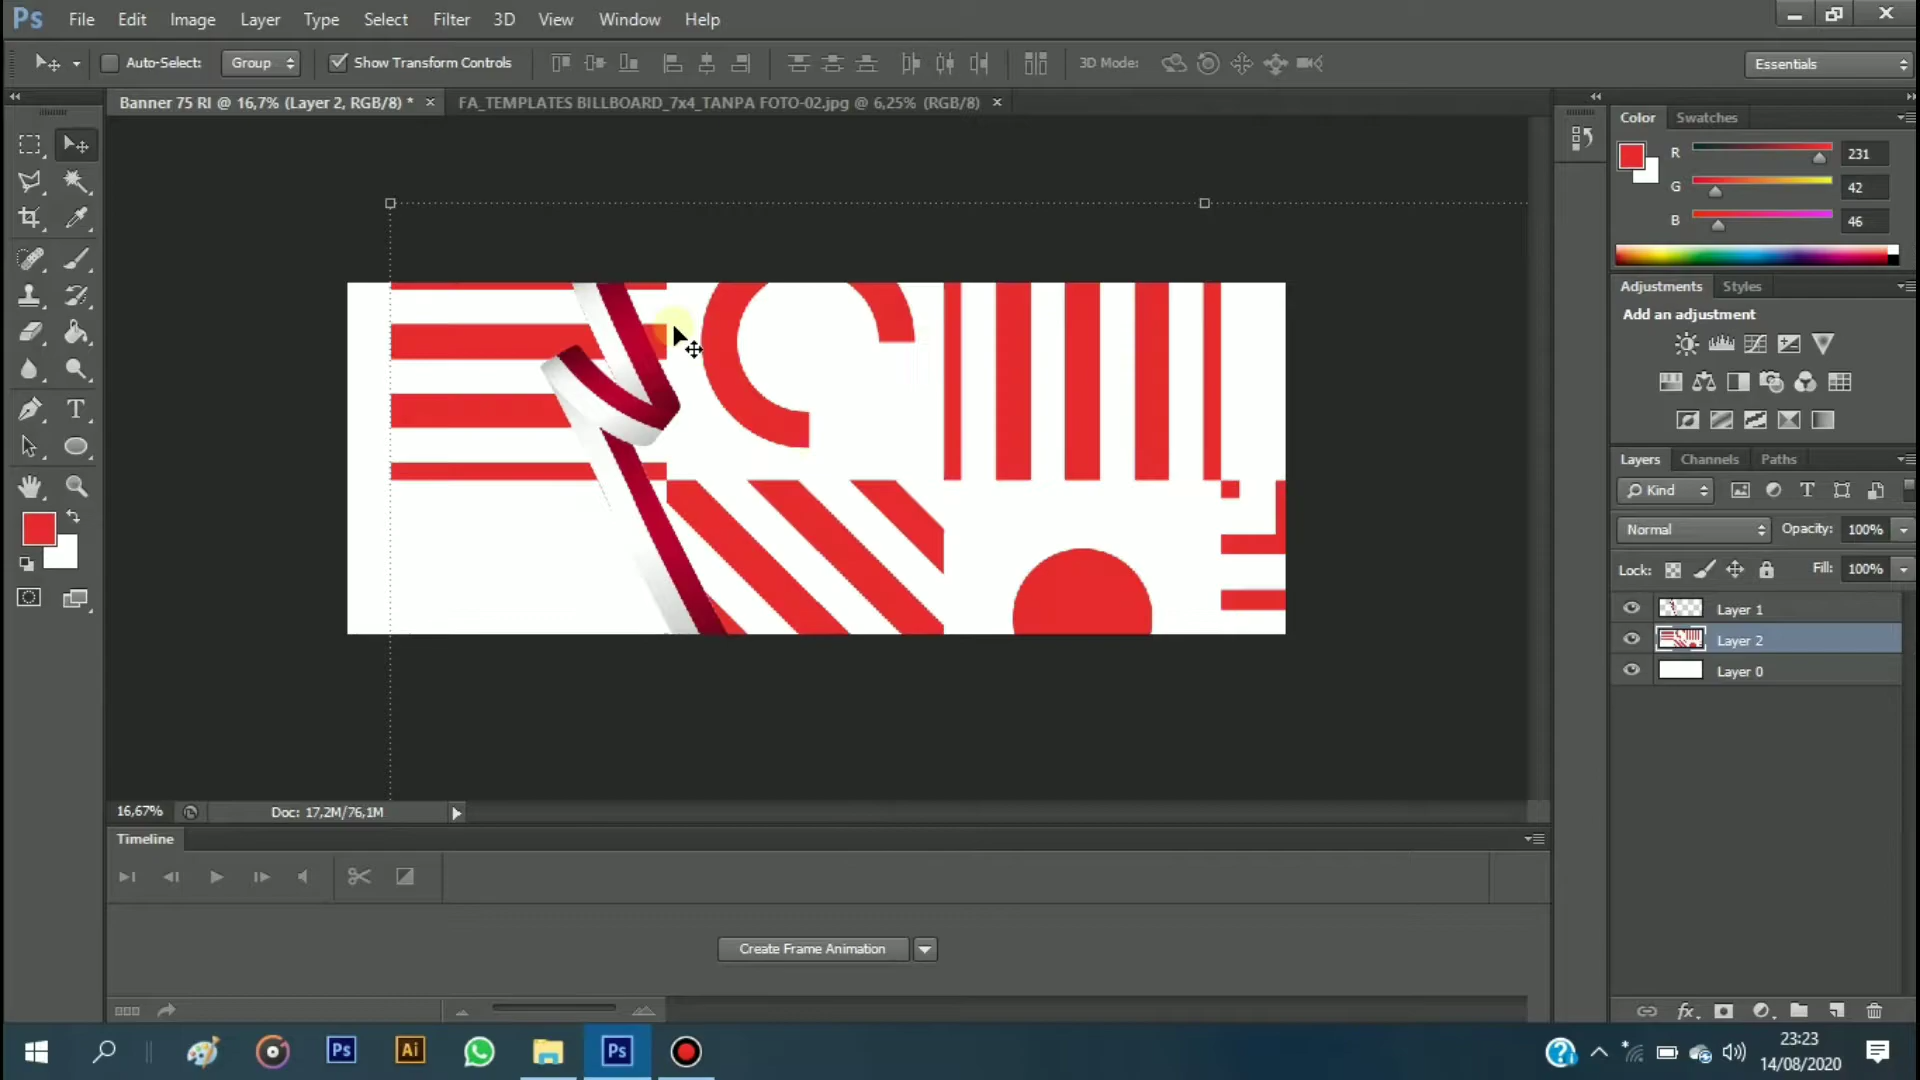 Ps File Edit Image Layer Type Select Filter 3D View Window Help
Auto-Select: Group Show Transform Controls 3D Mode: Essentials
Banner 75 RI @ 16,7% (Layer 2, RGB/8) * FA_TEMPLATES BILLBOARD_7x4_TANPA FOTO-02.jpg @ 6,25% (RGB/8)
Color Swatches
R 231
G 42
B 46
Adjustments Styles
Add an adjustment
Layers Channels Paths
Kind
Normal Opacity: 100%
Lock: Fill: 100%
Layer 1
Layer 2
Layer 0
16,67% Doc: 17,2M/76,1M
Timeline
Create Frame Animation
Ps Ai Ps
23:23
14/08/2020